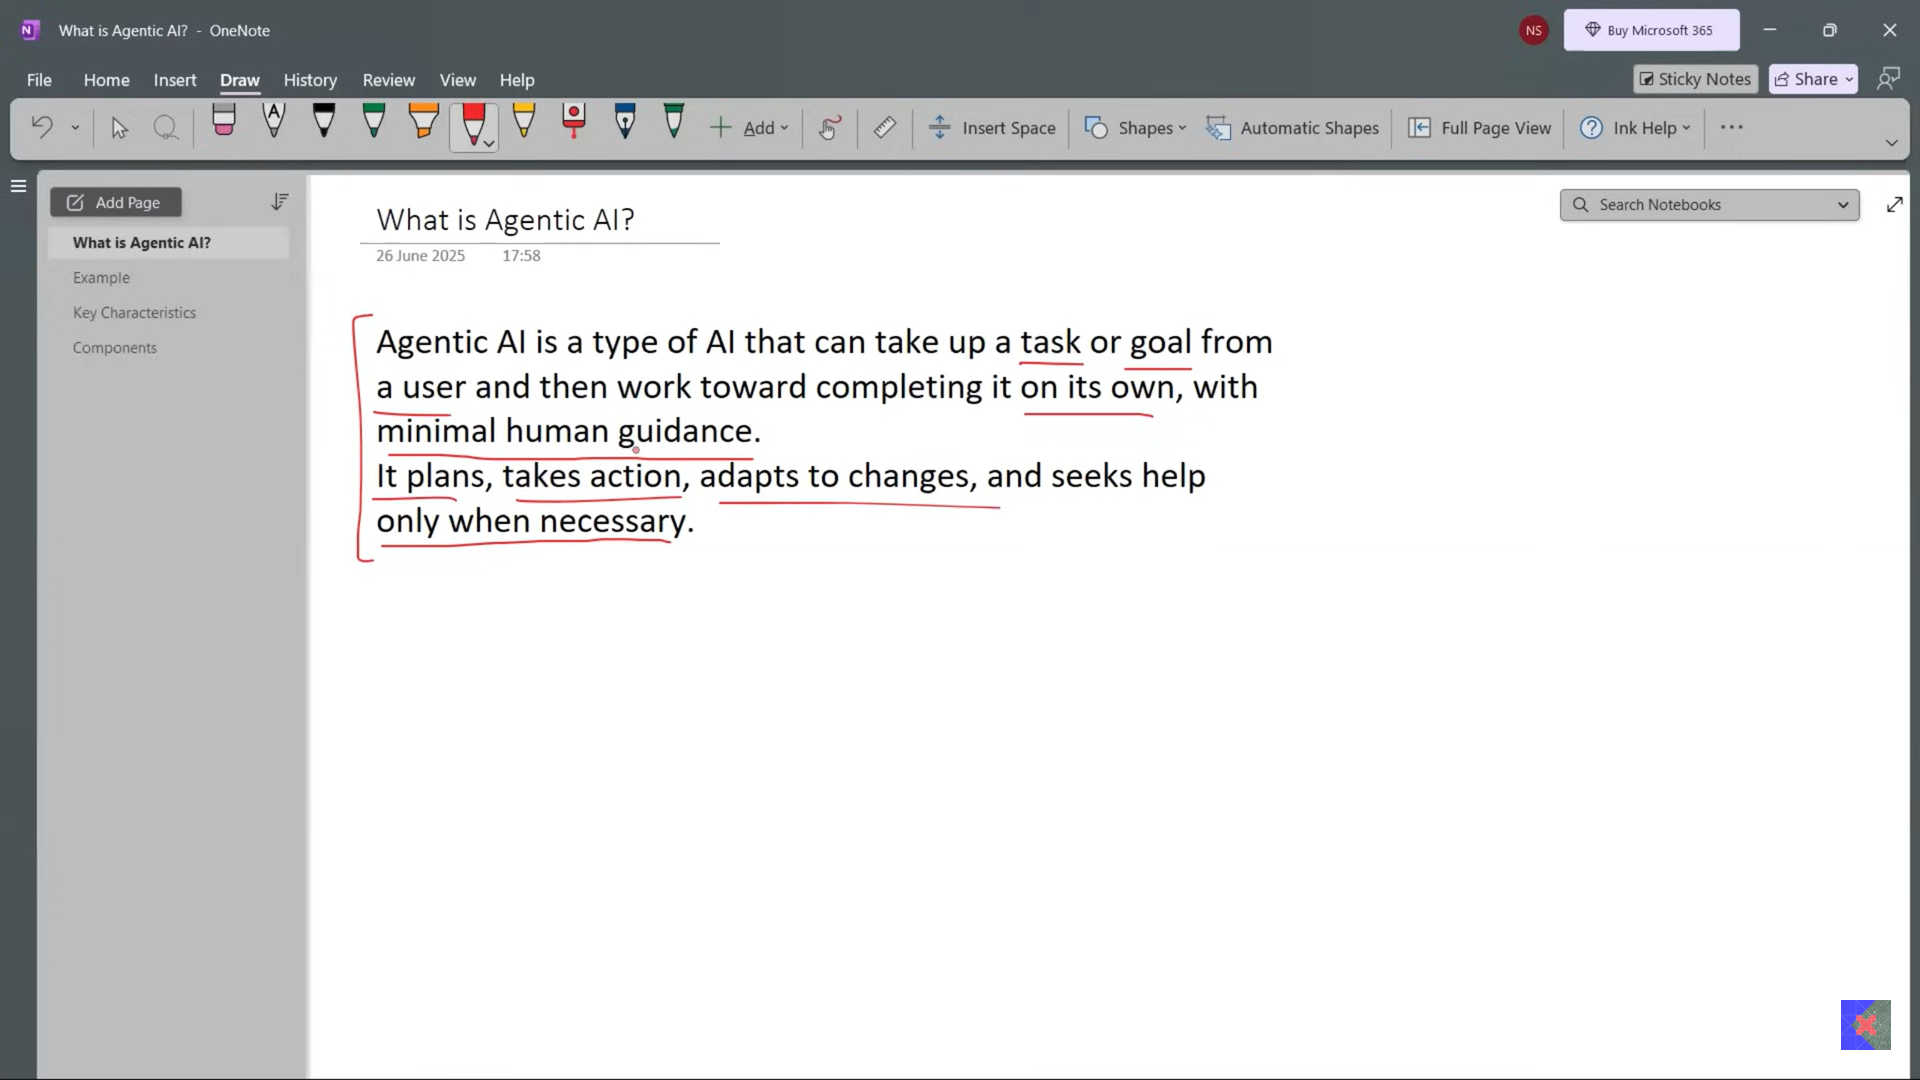 What is Agentic AI? - OneNote
NS
Buy Microsoft 365
File Home Insert Draw History Review View Help
Sticky Notes
Share
A
Add
Insert Space
Shapes
Automatic Shapes
Full Page View
Ink Help
Add Page
What is Agentic AI?
Example
Key Characteristics
Components
Search Notebooks
What is Agentic AI?
26 June 2025 17:58
Agentic AI is a type of AI that can take up a task or goal from
a user and then work toward completing it on its own, with
minimal human guidance.
It plans, takes action, adapts to changes, and seeks help
only when necessary.